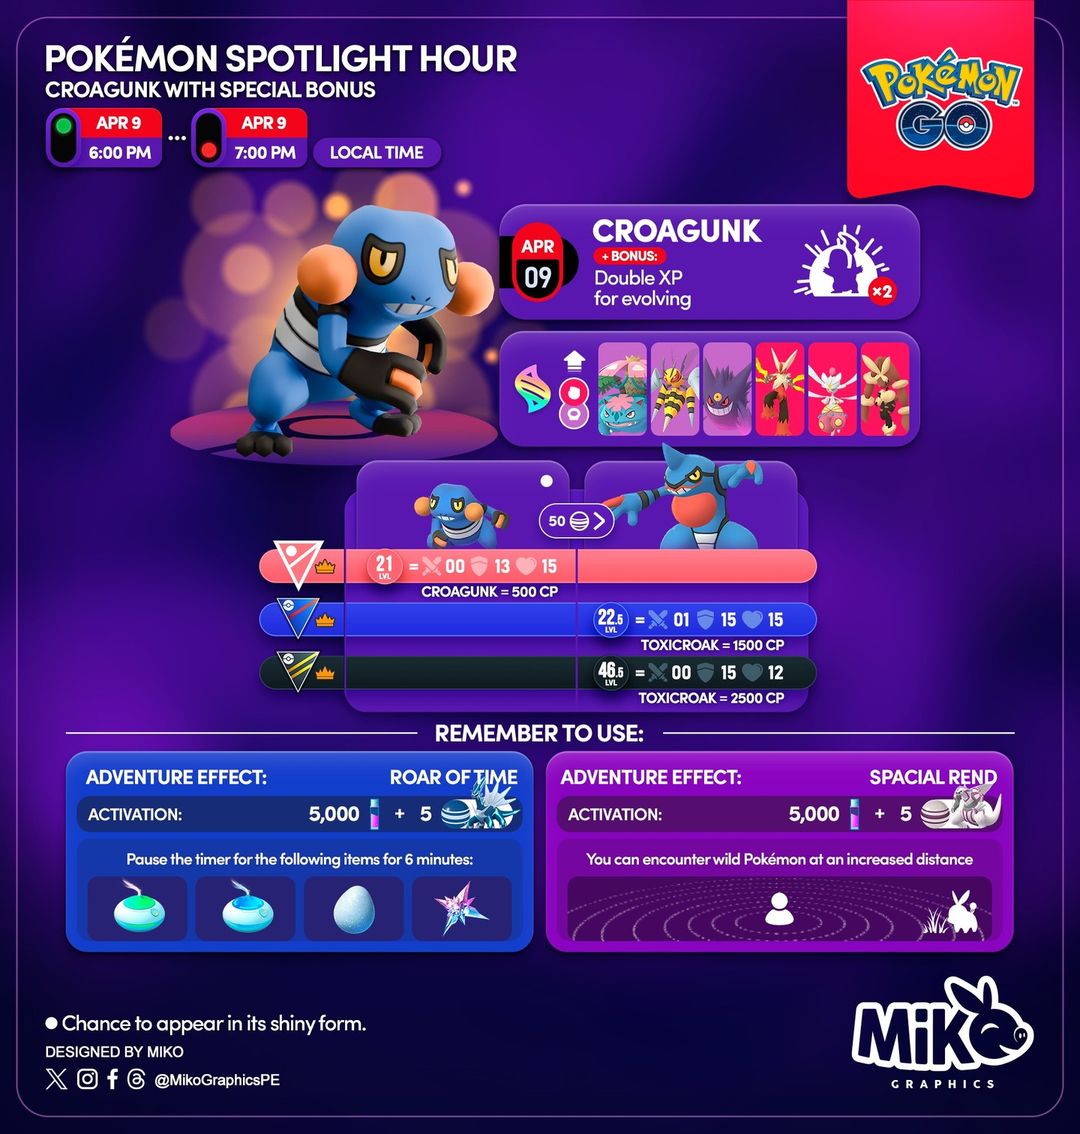 POKÉMON SPOTLIGHT HOUR
CROAGUNK WITH SPECIAL BONUS
APR 9
6:00 PM
...
APR 9
7:00 PM
LOCAL TIME
POKÉMON
GO
APR
09
CROAGUNK
+ BONUS:
Double XP
for evolving
×2
50
21
LVL
= 00 13 15
CROAGUNK = 500 CP
22.5
LVL
= 01 15 15
TOXICROAK = 1500 CP
46.5
LVL
= 00 15 12
TOXICROAK = 2500 CP
REMEMBER TO USE:
ADVENTURE EFFECT: ROAR OF TIME
ACTIVATION: 5,000 + 5
Pause the timer for the following items for 6 minutes:
ADVENTURE EFFECT: SPACIAL REND
ACTIVATION: 5,000 + 5
You can encounter wild Pokémon at an increased distance
Chance to appear in its shiny form.
DESIGNED BY MIKO
@MikoGraphicsPE
MiKO
GRAPHICS